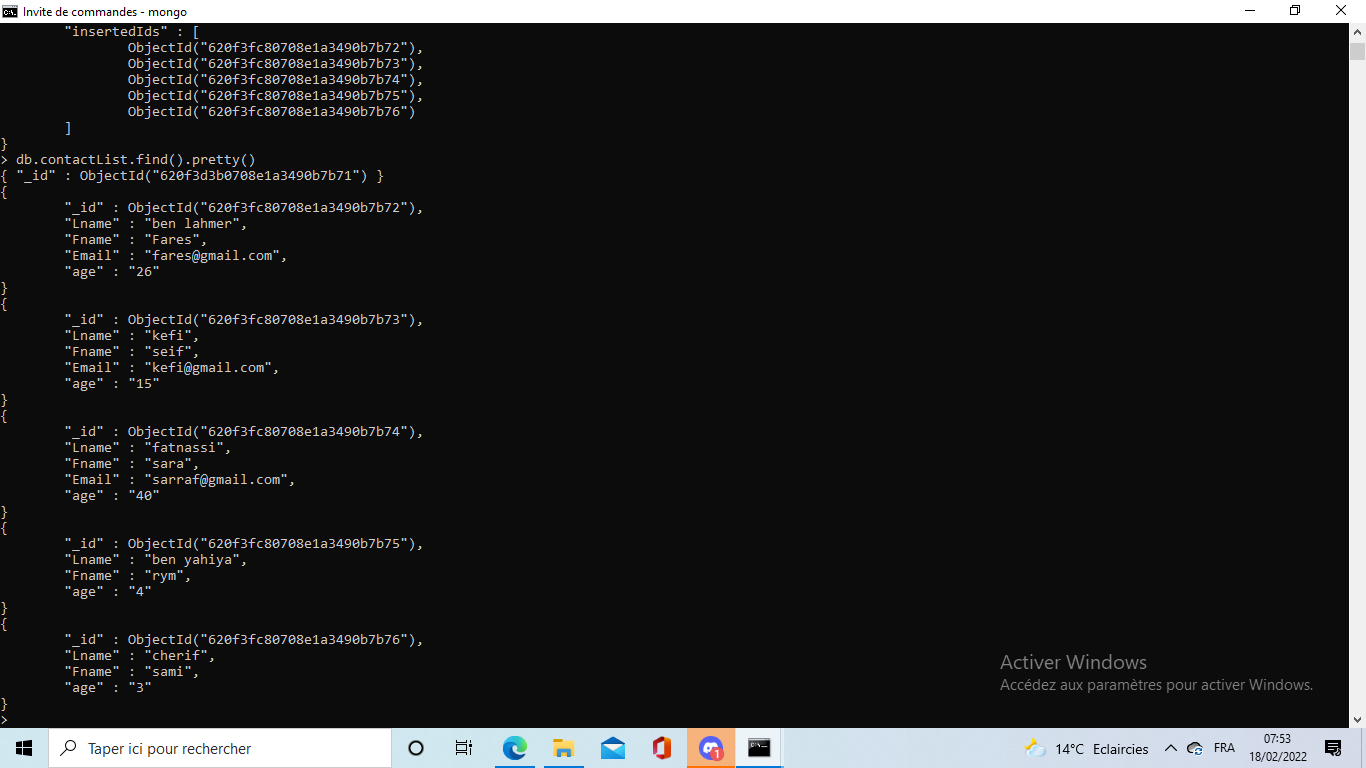 Invite de commandes - mongo
"insertedIds" : [
ObjectId("620f3fc80708e1a3490b7b72"),
ObjectId("620f3fc80708e1a3490b7b73"),
ObjectId("620f3fc80708e1a3490b7b74"),
ObjectId("620f3fc80708e1a3490b7b75"),
ObjectId("620f3fc80708e1a3490b7b76")
]
}
> db.contactList.find().pretty()
{ "_id" : ObjectId("620f3d3b0708e1a3490b7b71") }
{
"_id" : ObjectId("620f3fc80708e1a3490b7b72"),
"Lname" : "ben lahmer",
"Fname" : "Fares",
"Email" : "fares@gmail.com",
"age" : "26"
}
{
"_id" : ObjectId("620f3fc80708e1a3490b7b73"),
"Lname" : "kefi",
"Fname" : "seif",
"Email" : "kefi@gmail.com",
"age" : "15"
}
{
"_id" : ObjectId("620f3fc80708e1a3490b7b74"),
"Lname" : "fatnassi",
"Fname" : "sara",
"Email" : "sarraf@gmail.com",
"age" : "40"
}
{
"_id" : ObjectId("620f3fc80708e1a3490b7b75"),
"Lname" : "ben yahiya",
"Fname" : "rym",
"age" : "4"
}
{
"_id" : ObjectId("620f3fc80708e1a3490b7b76"),
"Lname" : "cherif",
"Fname" : "sami",
"age" : "3"
}
>
Activer Windows
Accédez aux paramètres pour activer Windows.
Taper ici pour rechercher
1
14°C Eclaircies
FRA
07:53
18/02/2022